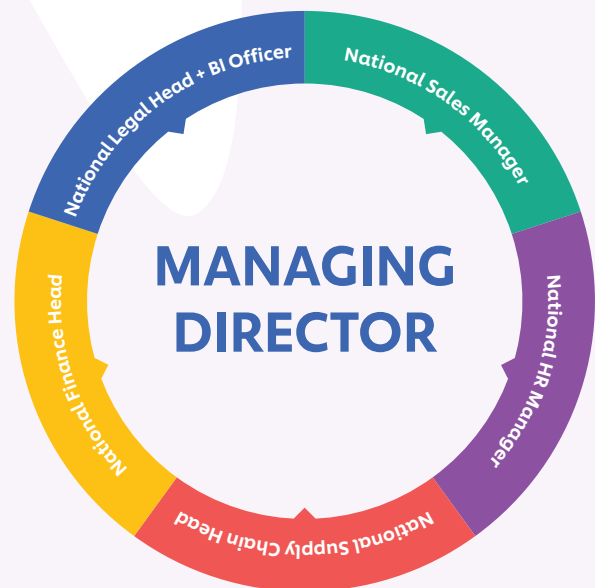 National Legal Head + BI Officer
National Sales Manager
National HR Manager
National Supply Chain Head
National Finance Head
MANAGING
DIRECTOR